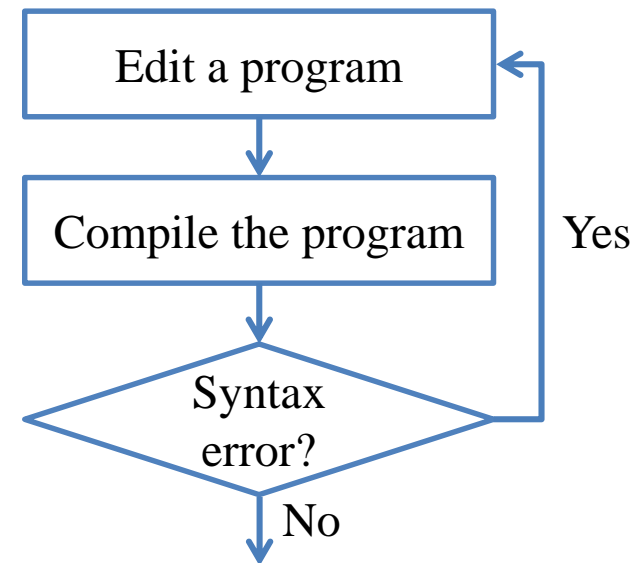 Edit a program
Compile the program
Yes
Syntax
error?
No